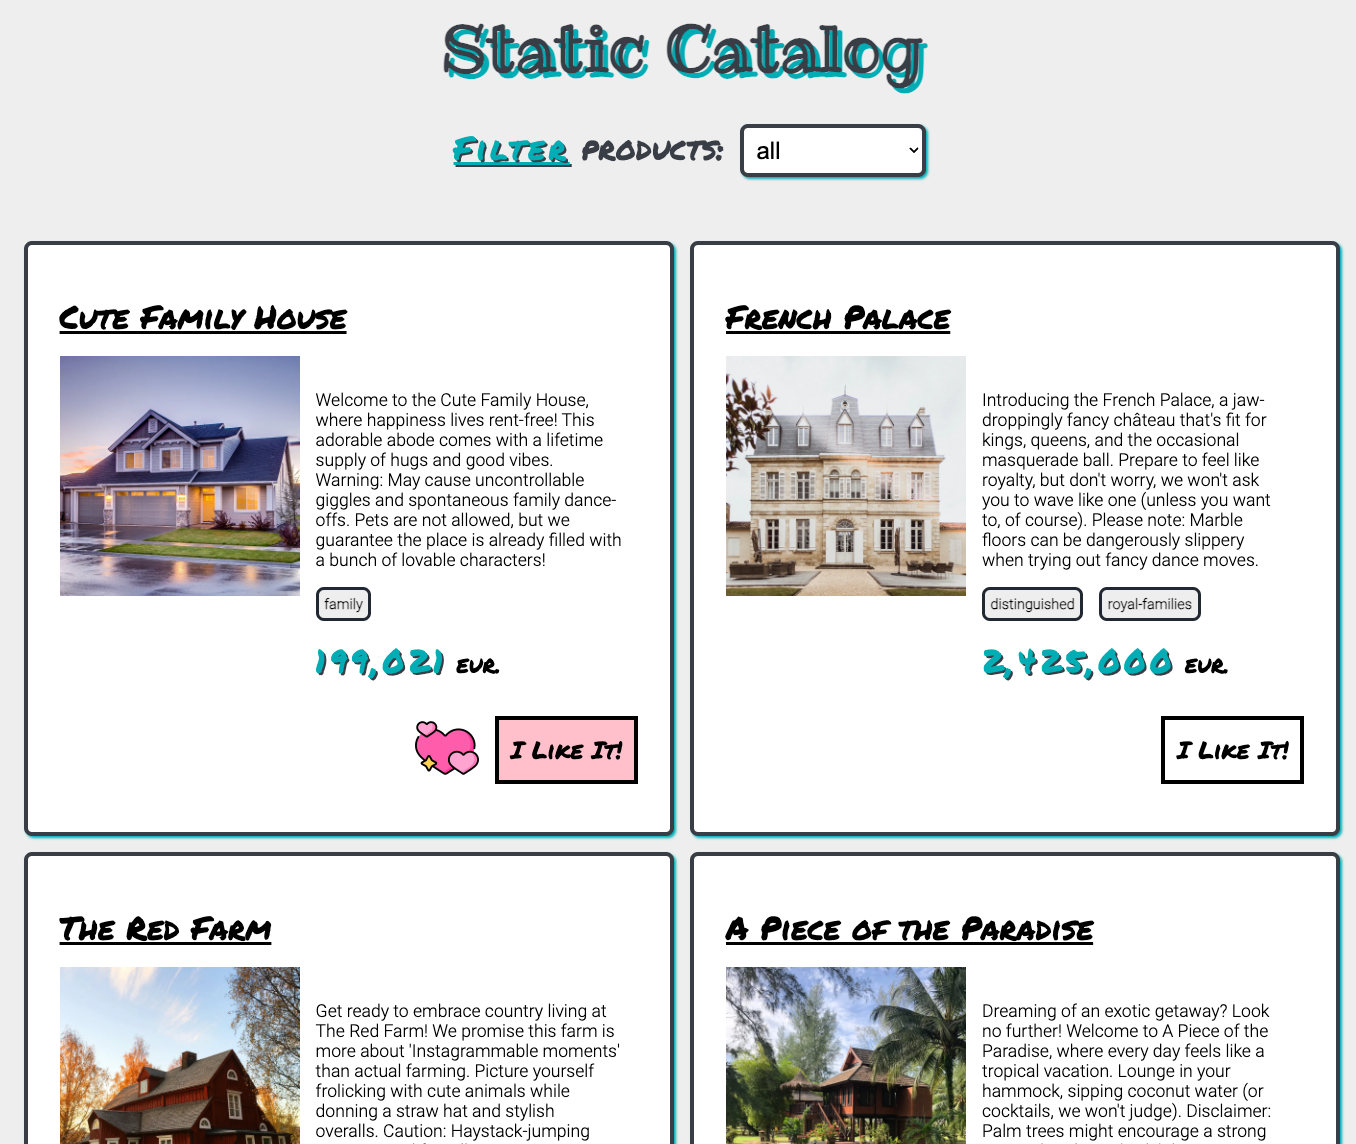 Static Catalog
Filter products:
all
Cute Family House
Welcome to the Cute Family House,
where happiness lives rent-free! This
adorable abode comes with a lifetime
supply of hugs and good vibes.
Warning: May cause uncontrollable
giggles and spontaneous family dance-
offs. Pets are not allowed, but we
guarantee the place is already filled with
a bunch of lovable characters!
family
199,021 eur.
I Like It!
French Palace
Introducing the French Palace, a jaw-
droppingly fancy château that's fit for
kings, queens, and the occasional
masquerade ball. Prepare to feel like
royalty, but don't worry, we won't ask
you to wave like one (unless you want
to, of course). Please note: Marble
floors can be dangerously slippery
when trying out fancy dance moves.
distinguished royal-families
2,425,000 eur.
I Like It!
The Red Farm
Get ready to embrace country living at
The Red Farm! We promise this farm is
more about 'Instagrammable moments'
than actual farming. Picture yourself
frolicking with cute animals while
donning a straw hat and stylish
overalls. Caution: Haystack-jumping
A Piece of the Paradise
Dreaming of an exotic getaway? Look
no further! Welcome to A Piece of the
Paradise, where every day feels like a
tropical vacation. Lounge in your
hammock, sipping coconut water (or
cocktails, we won't judge). Disclaimer:
Palm trees might encourage a strong